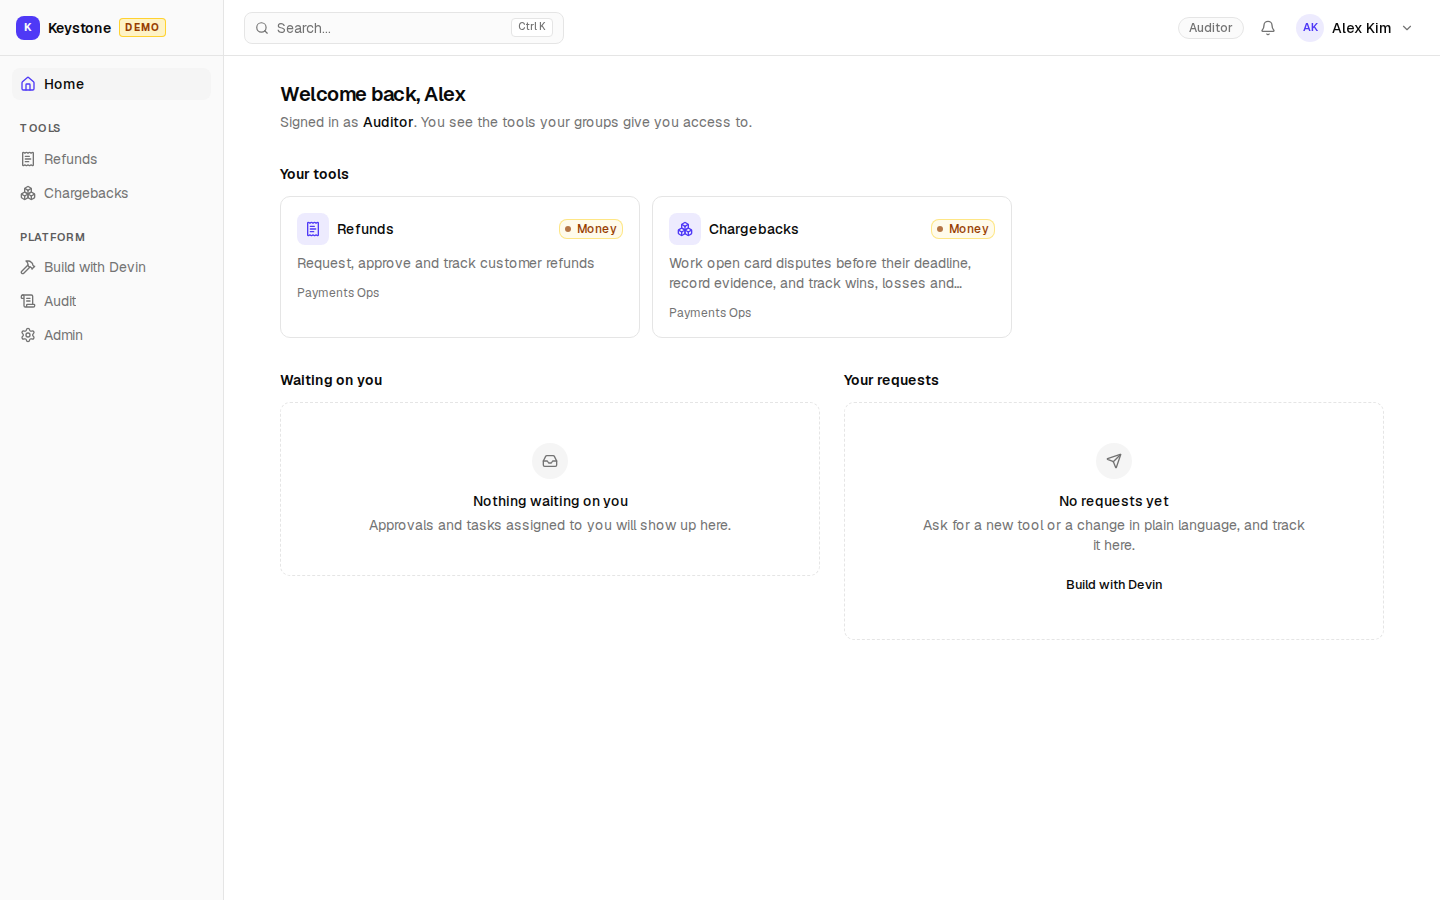 K Keystone DEMO
Search...
Ctrl K
Auditor
AK Alex Kim
Home
TOOLS
Refunds
Chargebacks
PLATFORM
Build with Devin
Audit
Admin
Welcome back, Alex
Signed in as Auditor. You see the tools your groups give you access to.
Your tools
Refunds
Money
Request, approve and track customer refunds
Payments Ops
Chargebacks
Money
Work open card disputes before their deadline,
record evidence, and track wins, losses and…
Payments Ops
Waiting on you
Nothing waiting on you
Approvals and tasks assigned to you will show up here.
Your requests
No requests yet
Ask for a new tool or a change in plain language, and track
it here.
Build with Devin